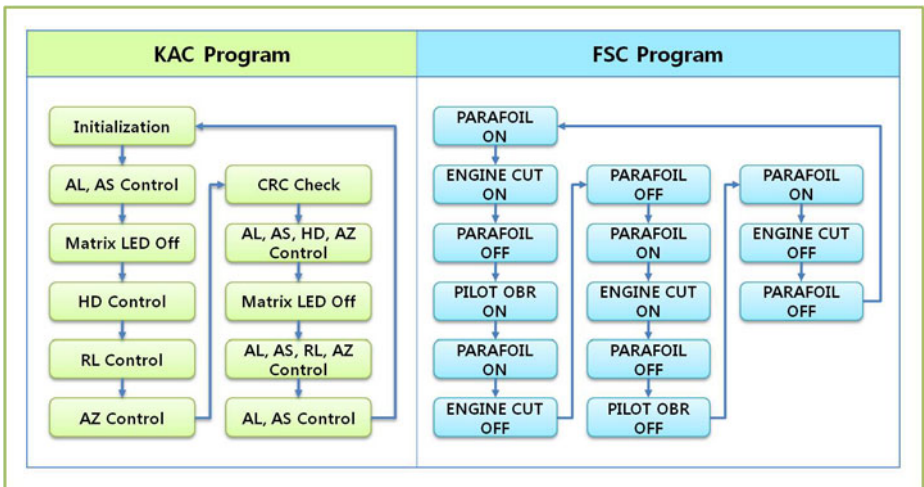 KAC Program
Initialization
AL, AS Control
Matrix LED Off
HD Control
RL Control
AZ Control
CRC Check
AL, AS, HD, AZ
Control
Matrix LED Off
AL, AS, RL, AZ
Control
AL, AS Control
FSC Program
PARAFOIL
ON
ENGINE CUT
ON
PARAFOIL
OFF
PILOT OBR
ON
PARAFOIL
ON
ENGINE CUT
OFF
PARAFOIL
OFF
PARAFOIL
ON
ENGINE CUT
ON
PARAFOIL
OFF
PILOT OBR
OFF
PARAFOIL
ON
ENGINE CUT
OFF
PARAFOIL
OFF